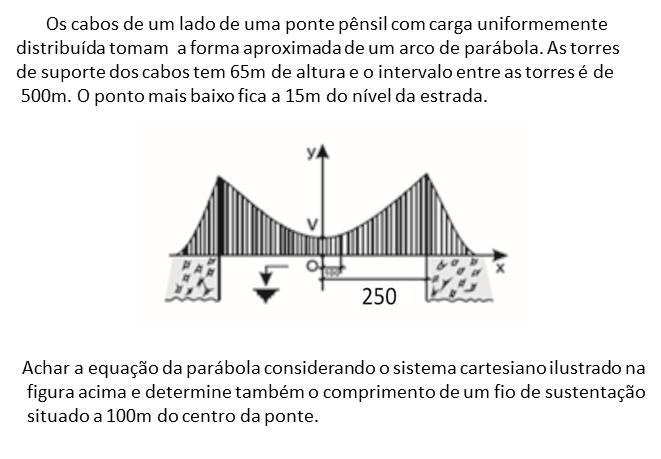 Os cabos de um lado de uma ponte pênsil com carga uniformemente
distribuída tomam a forma aproximada de um arco de parábola. As torres
de suporte dos cabos tem 65m de altura e o intervalo entre as torres é de
500m. O ponto mais baixo fica a 15m do nível da estrada.
y
V
O
x
250
Achar a equação da parábola considerando o sistema cartesiano ilustrado na
figura acima e determine também o comprimento de um fio de sustentação
situado a 100m do centro da ponte.